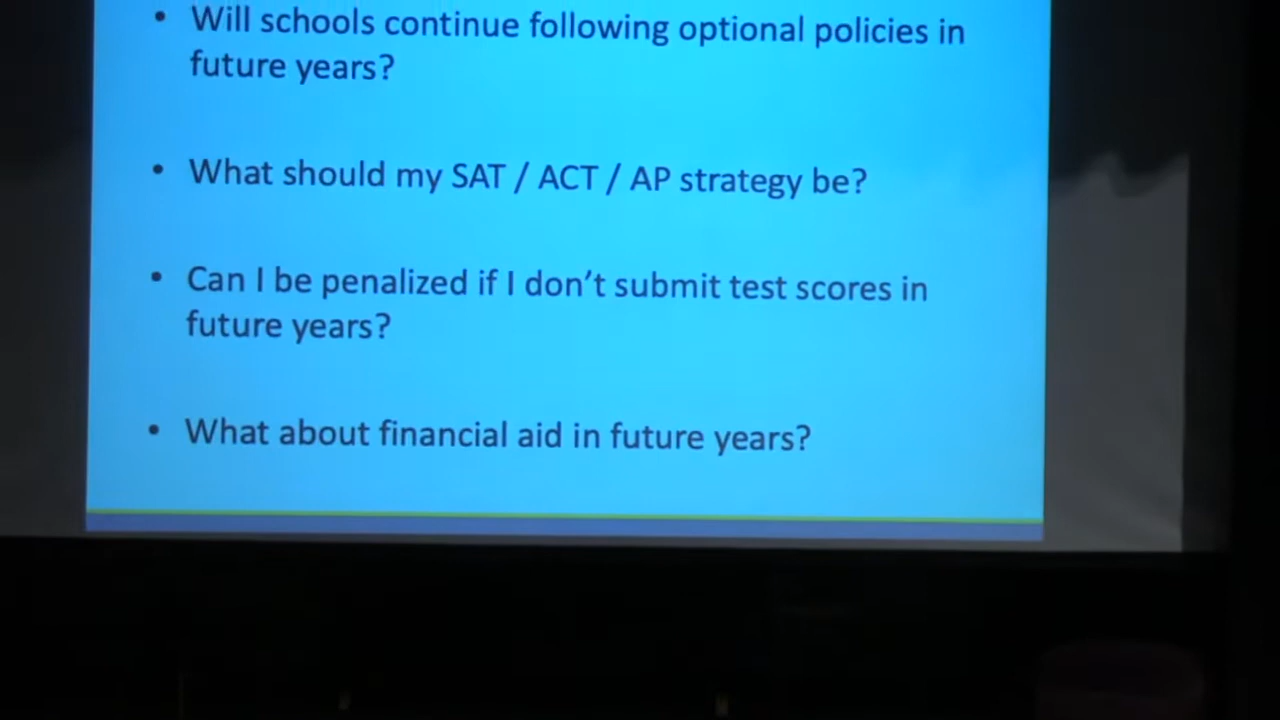 • Will schools continue following optional policies in
future years?
• What should my SAT / ACT / AP strategy be?
• Can I be penalized if I don’t submit test scores in
future years?
• What about financial aid in future years?